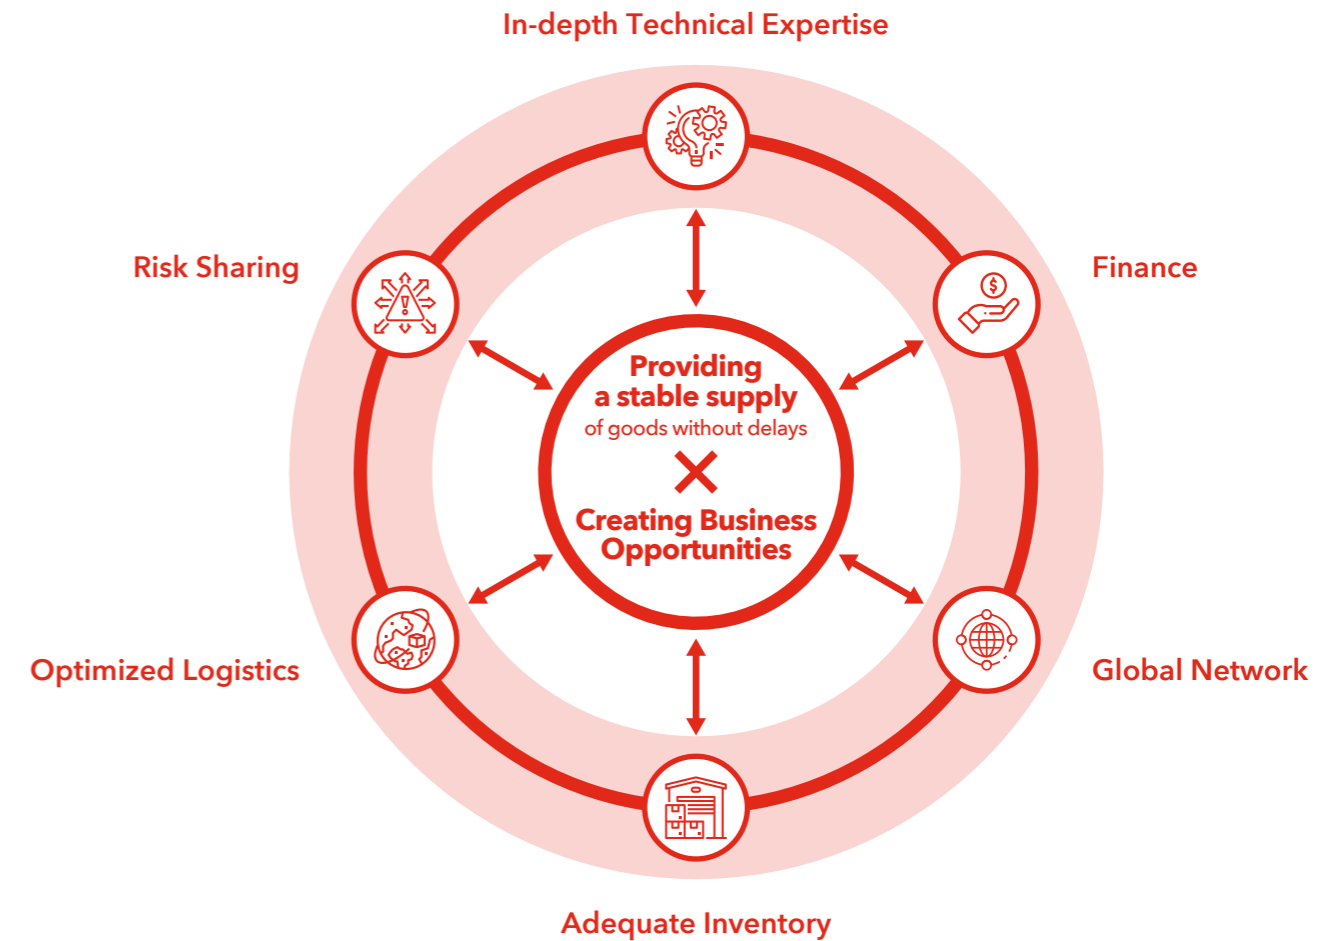 In-depth Technical Expertise
Risk Sharing
Finance
Providing
a stable supply
of goods without delays
×
Creating Business
Opportunities
Optimized Logistics
Global Network
Adequate Inventory